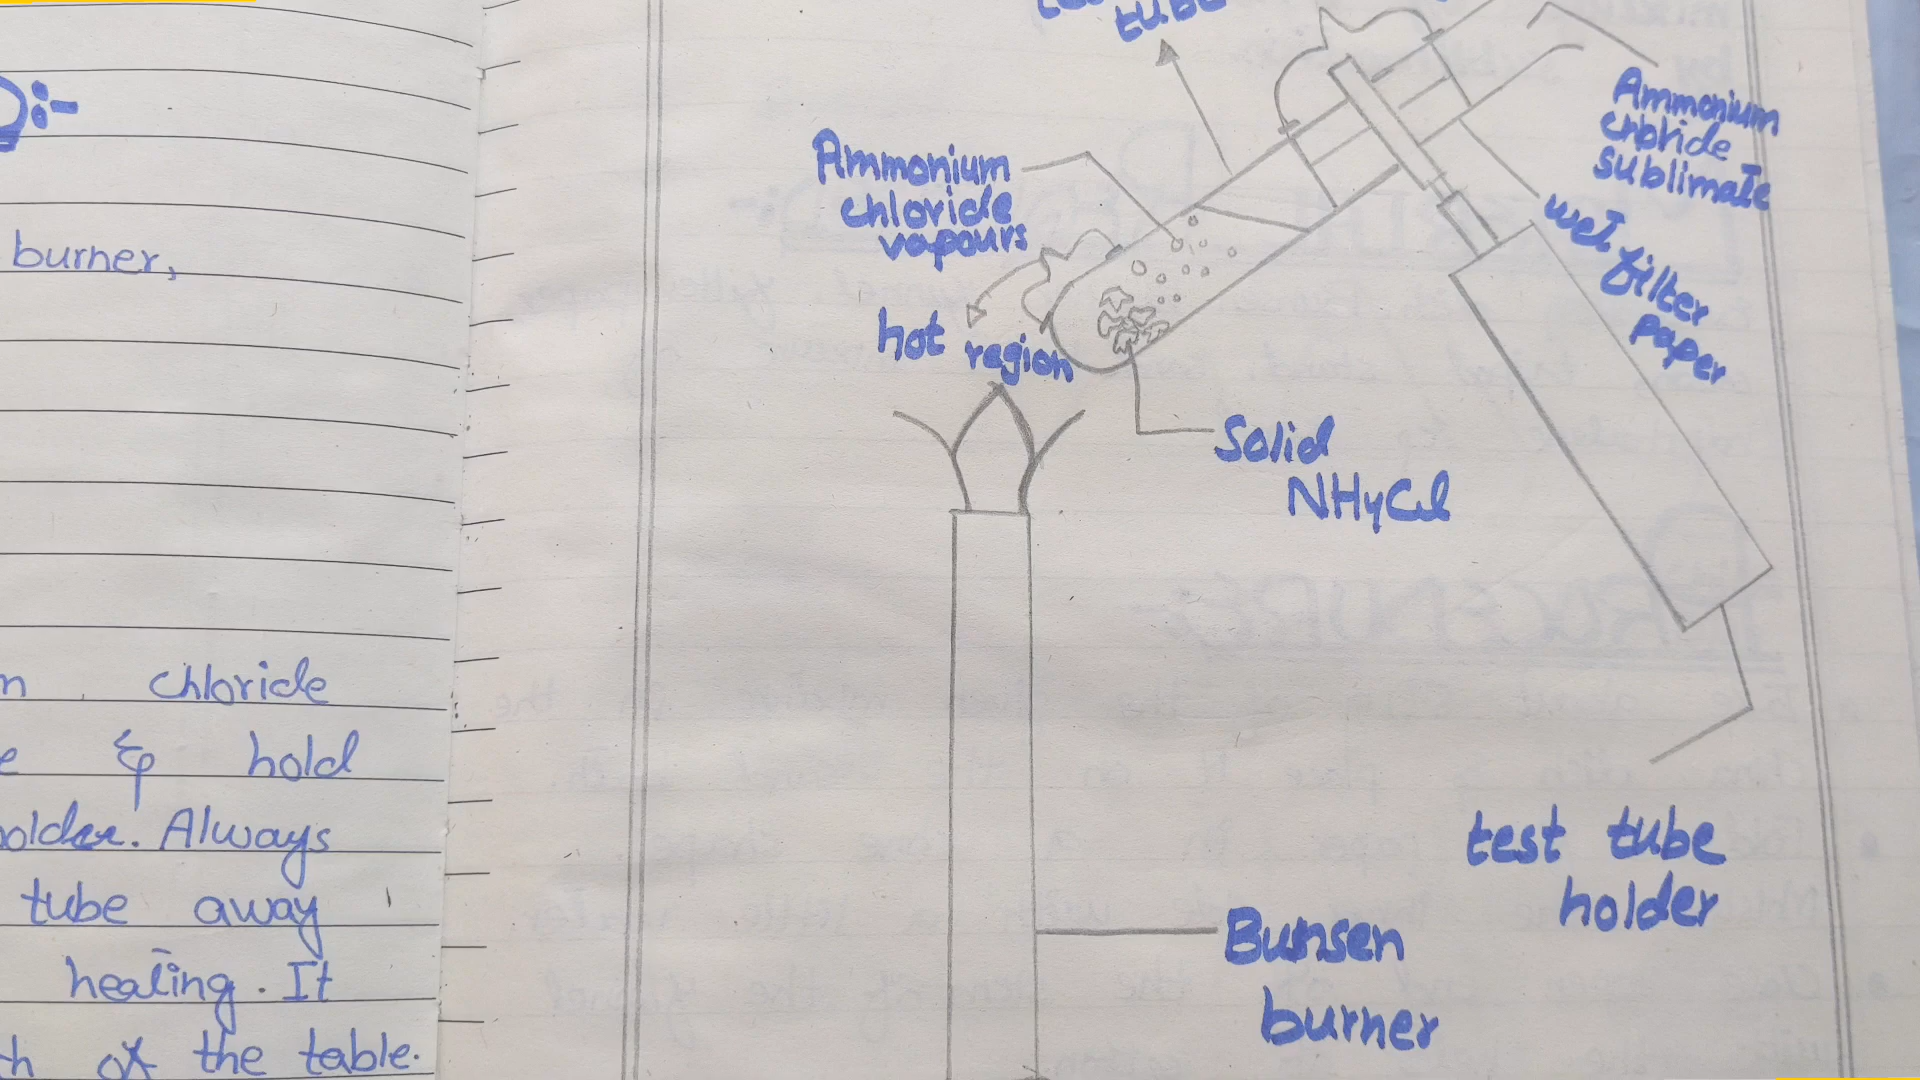 :-
burner,
chloride
& hold
holder. Always
tube away
heating. It
of the table.
tube
Ammonium
chloride
vapours
hot region
Ammonium
chloride
sublimate
wet filter
paper
Solid
NH4Cl
test tube
holder
Bunsen
burner